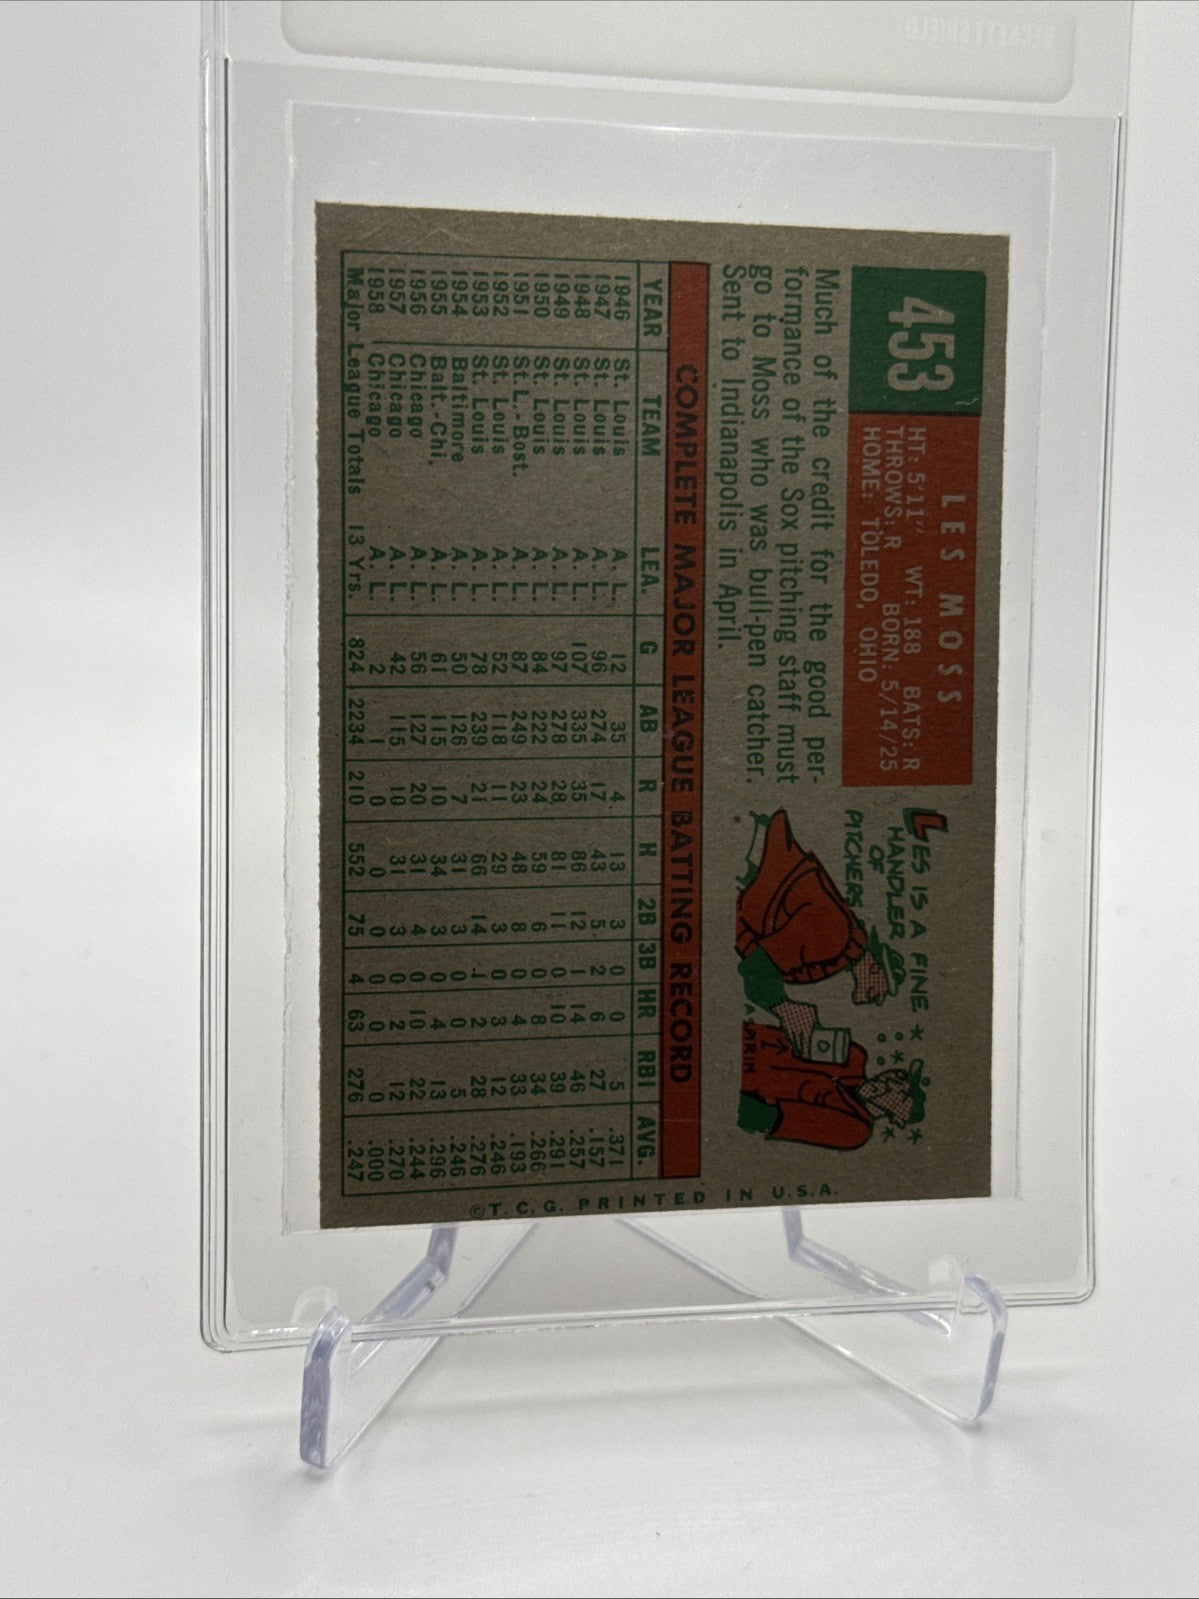 453
LES MOSS
HT: 5'11" WT: 188 BATS: R
THROWS: R BORN: 5/14/25
HOME: TOLEDO, OHIO
Much of the credit for the good per-
formance of the Sox pitching staff must
go to Moss who was bull-pen catcher.
Sent to Indianapolis in April.
LES IS A FINE
HANDLER
OF
PITCHERS
ASPIRIN
COMPLETE MAJOR LEAGUE BATTING RECORD
YEAR TEAM LEA. G AB R H 2B 3B HR RBI AVG.
1946 St. Louis A. L. 12 35 4 13 3 0 0 5 .371
1947 St. Louis A. L. 96 274 17 43 5 2 6 27 .157
1948 St. Louis A. L. 107 335 35 86 12 1 14 46 .257
1949 St. Louis A. L. 97 278 28 81 11 0 10 39 .291
1950 St. Louis A. L. 84 222 24 59 6 0 8 34 .266
1951 St. L.-Bost. A. L. 87 249 23 48 8 0 4 33 .193
1952 St. Louis A. L. 52 118 11 29 3 0 3 12 .246
1953 St. Louis A. L. 78 239 21 66 14 1 2 28 .276
1954 Baltimore A. L. 50 126 7 31 3 0 0 5 .246
1955 Balt.-Chi. A. L. 61 115 10 34 3 0 4 13 .296
1956 Chicago A. L. 56 127 20 31 4 0 10 22 .244
1957 Chicago A. L. 42 115 10 31 3 0 2 12 .270
1958 Chicago A. L. 2 1 0 0 0 0 0 0 .000
Major League Totals 13 Yrs. 824 2234 210 552 75 4 63 276 .247
©T.C.G. PRINTED IN U.S.A.